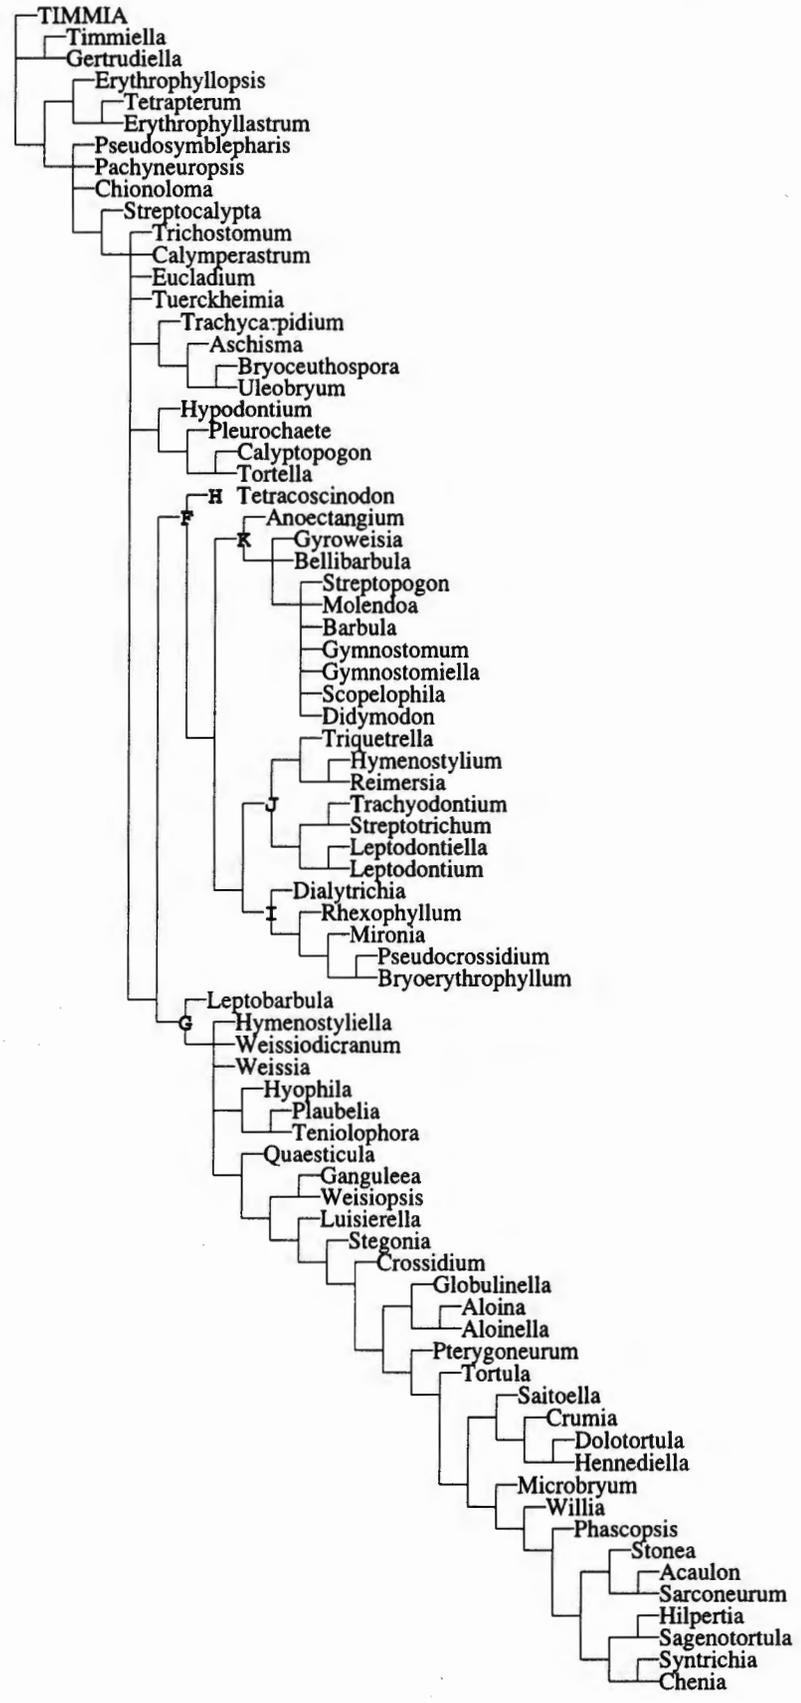 TIMMIA
Timmiella
Gertrudiella
Erythrophyllopsis
Tetrapterum
Erythrophyllastrum
Pseudosymblepharis
Pachyneuropsis
Chionoloma
Streptocalypta
Trichostomum
Calymperastrum
Eucladium
Tuerckheimia
Trachycarpidium
Aschisma
Bryoceuthospora
Uleobryum
Hypodontium
Pleurochaete
Calyptopogon
Tortella
H Tetracoscinodon
F Anoectangium
K Gyroweisia
Bellibarbula
Streptopogon
Molendoa
Barbula
Gymnostomum
Gymnostomiella
Scopelophila
Didymodon
Triquetrella
Hymenostylium
Reimersia
J Trachyodontium
Streptotrichum
Leptodontiella
Leptodontium
Dialytrichia
I Rhexophyllum
Mironia
Pseudocrossidium
Bryoerythrophyllum
Leptobarbula
G Hymenostyliella
Weissiodicranum
Weissia
Hyophila
Plaubelia
Teniolophora
Quaesticula
Ganguleea
Weisiopsis
Luisierella
Stegonia
Crossidium
Globulinella
Aloina
Aloinella
Pterygoneurum
Tortula
Saitoella
Crumia
Dolotortula
Hennediella
Microbryum
Willia
Phascopsis
Stonea
Acaulon
Sarconeurum
Hilpertia
Sagenotortula
Syntrichia
Chenia